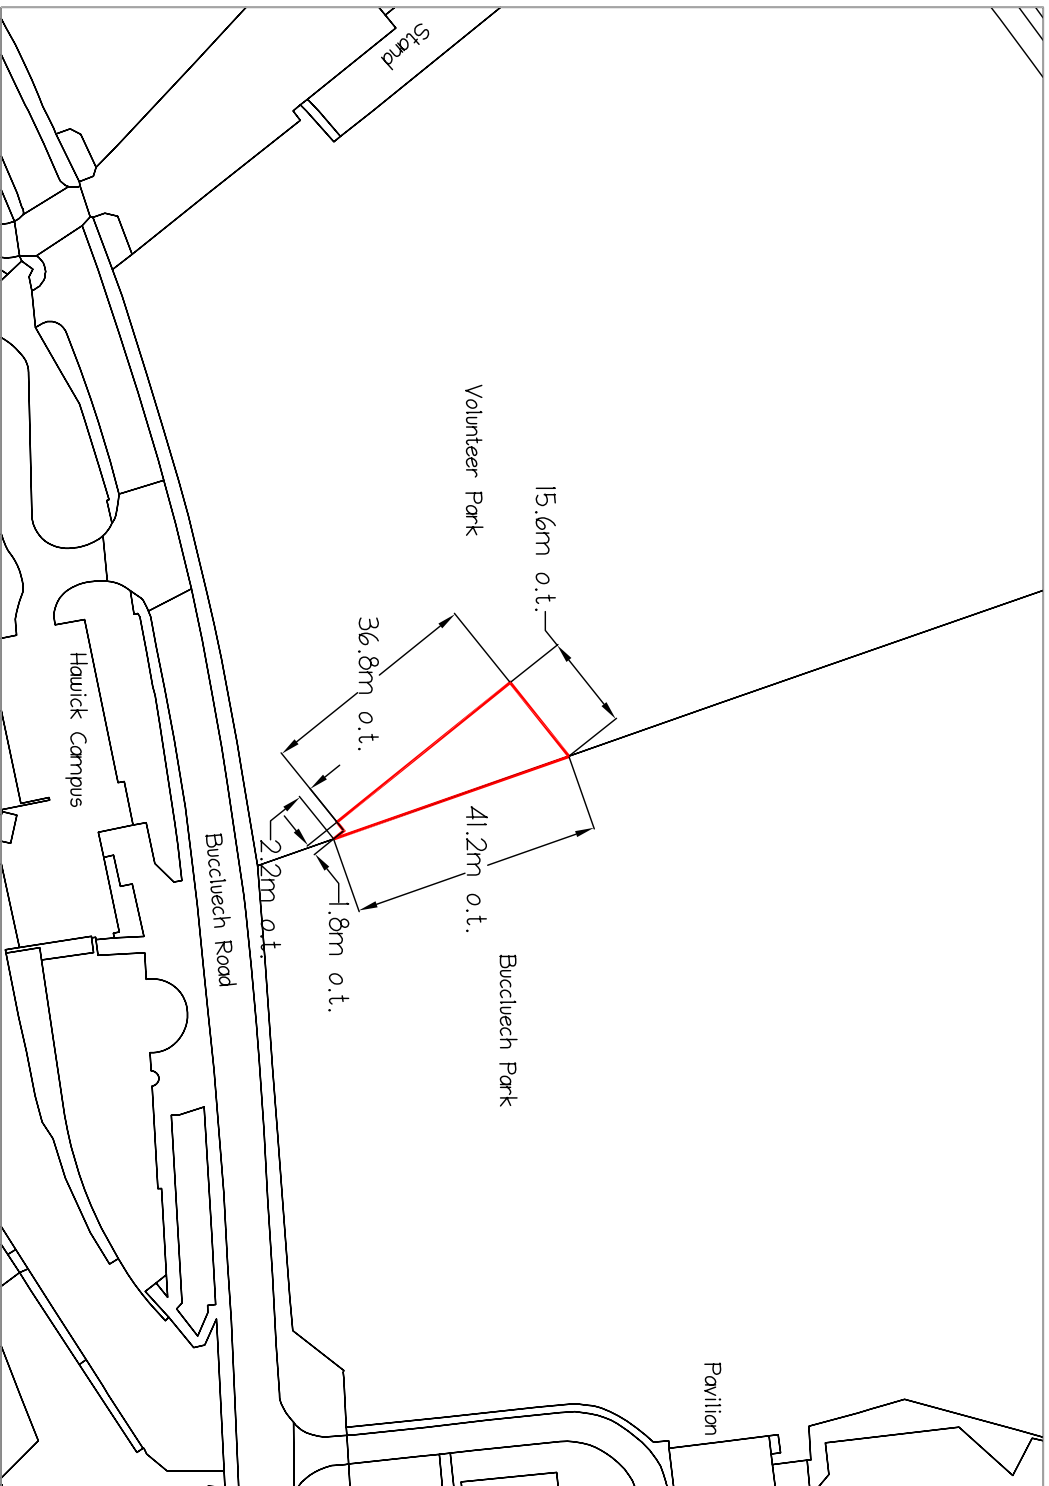 Stand
Volunteer Park
15.6m o.t.
36.8m o.t.
41.2m o.t.
2.2m o.t.
1.8m o.t.
Hawick Campus
Buccluech Road
Buccluech Park
Pavilion